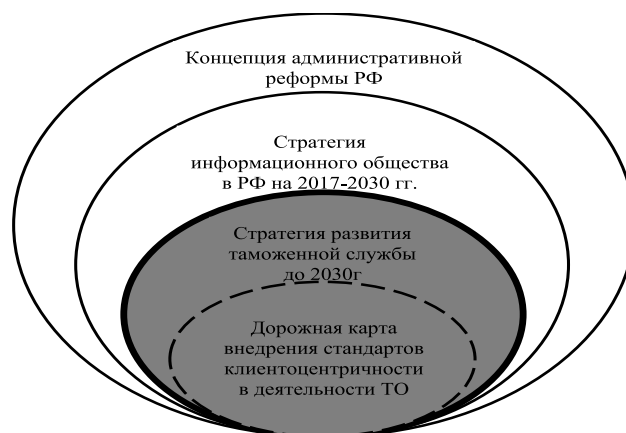 Концепция административной
реформы РФ
Стратегия
информационного общества
в РФ на 2017-2030 гг.
Стратегия развития
таможенной службы
до 2030г
Дорожная карта
внедрения стандартов
клиентоцентричности
в деятельности ТО